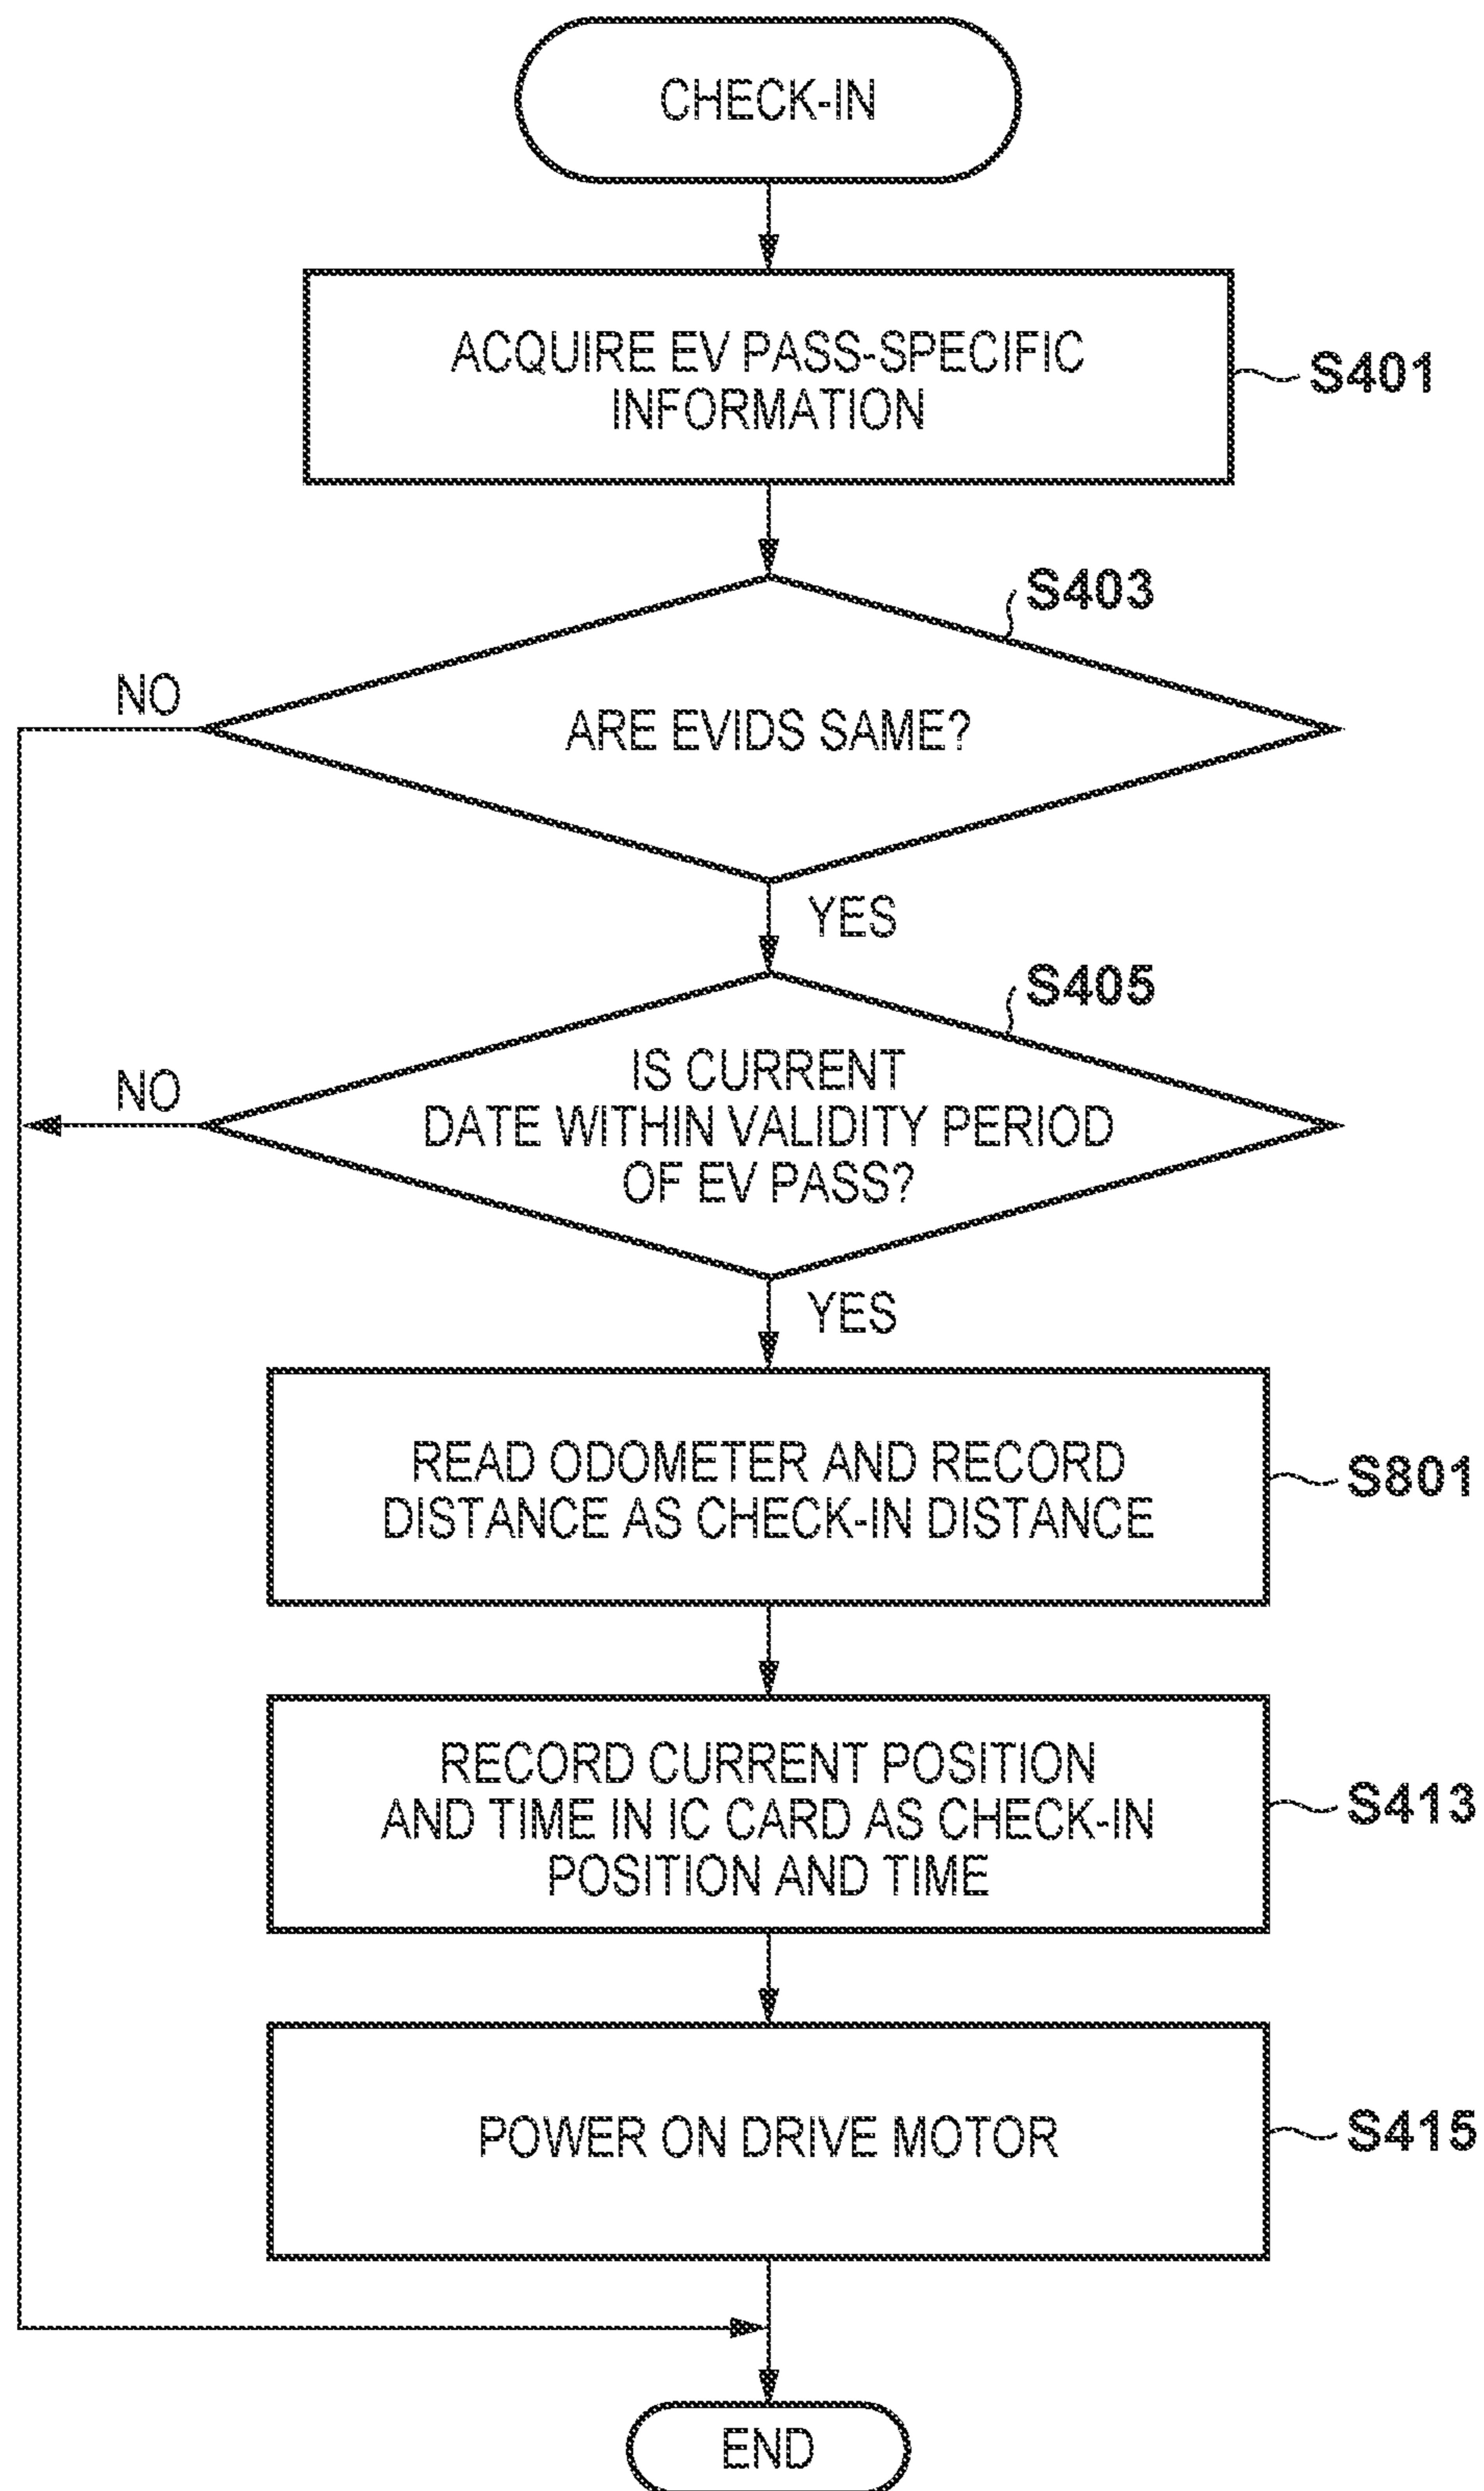 CHECK-IN
ACQUIRE EV PASS-SPECIFIC
INFORMATION
S401
S403
NO
ARE EVIDS SAME?
YES
S405
NO
IS CURRENT
DATE WITHIN VALIDITY PERIOD
OF EV PASS?
YES
READ ODOMETER AND RECORD
DISTANCE AS CHECK-IN DISTANCE
S801
RECORD CURRENT POSITION
AND TIME IN IC CARD AS CHECK-IN
POSITION AND TIME
S413
POWER ON DRIVE MOTOR
S415
END